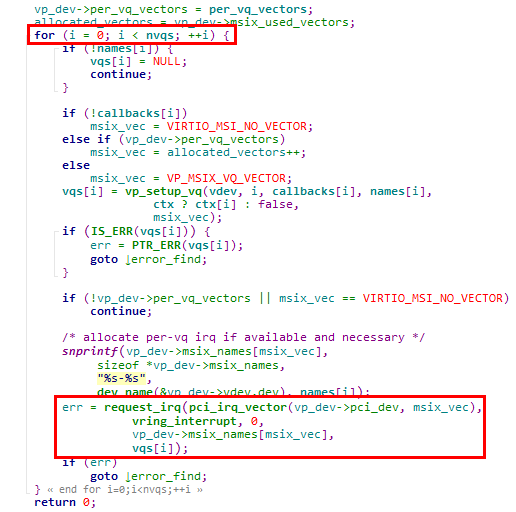 vp_dev->per_vq_vectors = per_vq_vectors;
allocated_vectors = vp_dev->msix_used_vectors;
for (i = 0; i < nvqs; ++i) {
if (!names[i]) {
vqs[i] = NULL;
continue;
}
if (!callbacks[i])
msix_vec = VIRTIO_MSI_NO_VECTOR;
else if (vp_dev->per_vq_vectors)
msix_vec = allocated_vectors++;
else
msix_vec = VP_MSIX_VQ_VECTOR;
vqs[i] = vp_setup_vq(vdev, i, callbacks[i], names[i],
ctx ? ctx[i] : false,
msix_vec);
if (IS_ERR(vqs[i])) {
err = PTR_ERR(vqs[i]);
goto ↓error_find;
}
if (!vp_dev->per_vq_vectors || msix_vec == VIRTIO_MSI_NO_VECTOR)
continue;
/* allocate per-vq irq if available and necessary */
snprintf(vp_dev->msix_names[msix_vec],
sizeof *vp_dev->msix_names,
"%s-%s",
dev_name(&vp_dev->vdev.dev), names[i]);
err = request_irq(pci_irq_vector(vp_dev->pci_dev, msix_vec),
vring_interrupt, 0,
vp_dev->msix_names[msix_vec],
vqs[i]);
if (err)
goto ↓error_find;
} « end for i=0;i<nvqs;++i »
return 0;